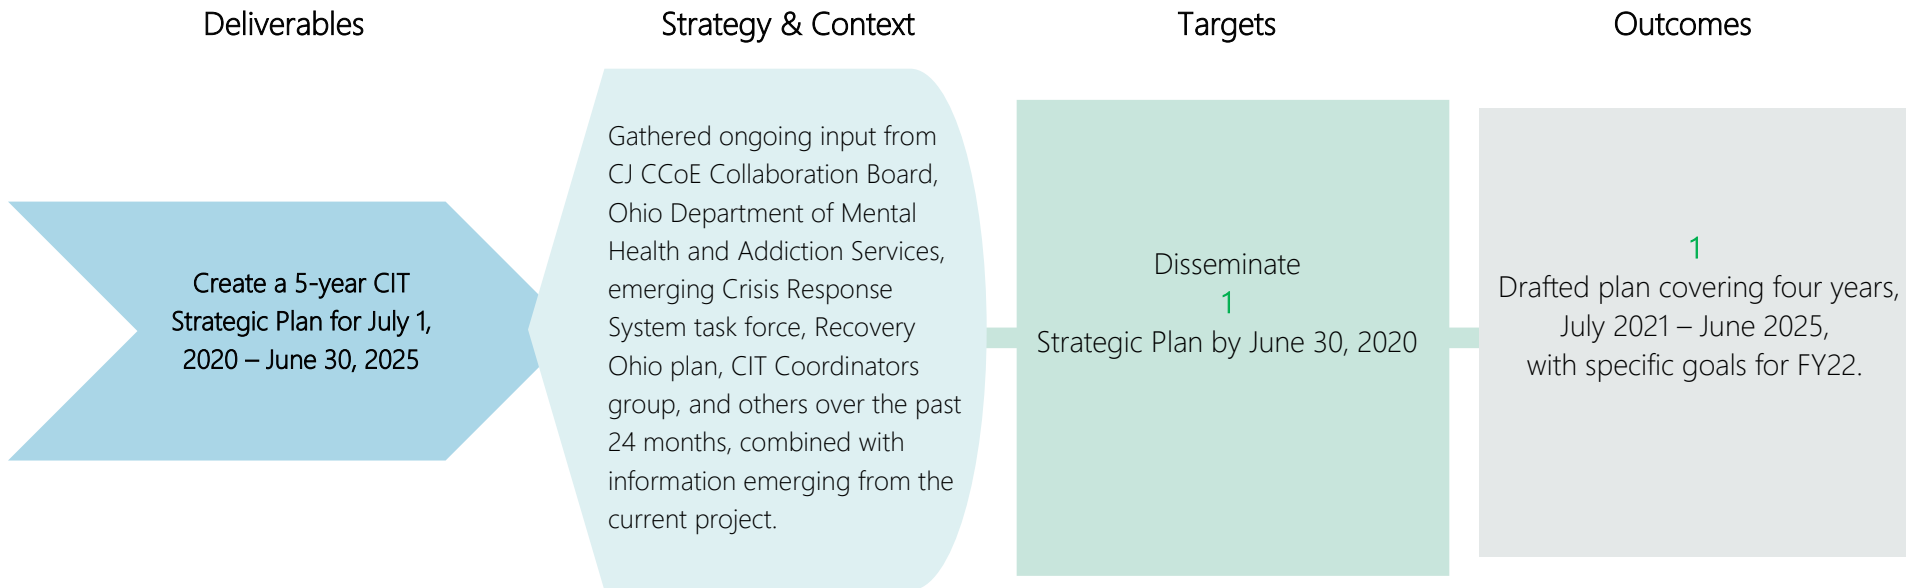 Deliverables
Strategy & Context
Targets
Outcomes
Create a 5-year CIT
Strategic Plan for July 1,
2020 – June 30, 2025
Gathered ongoing input from
CJ CCoE Collaboration Board,
Ohio Department of Mental
Health and Addiction Services,
emerging Crisis Response
System task force, Recovery
Ohio plan, CIT Coordinators
group, and others over the past
24 months, combined with
information emerging from the
current project.
Disseminate
1
Strategic Plan by June 30, 2020
1
Drafted plan covering four years,
July 2021 – June 2025,
with specific goals for FY22.